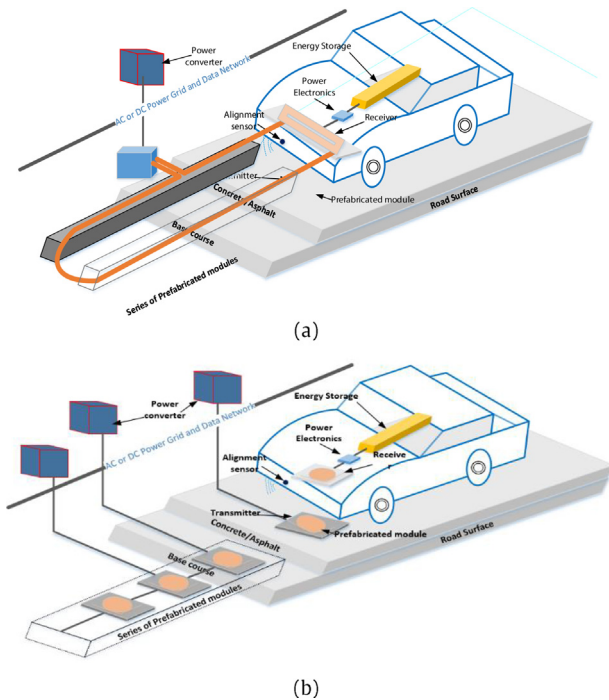 Energy Storage
Power
converter
AC or DC Power Grid and Data Network
Power
Electronics
Alignment
sensor
Receiver
Prefabricated module
Concrete/Asphalt
Road Surface
Base course
Series of Prefabricated modules
(a)
Power
converter
AC or DC Power Grid and Data Network
Energy Storage
Power
Electronics
Receive
Alignment
sensor
Transmitter
Prefabricated module
Concrete/Asphalt
Road Surface
Base course
Series of Prefabricated modules
(b)